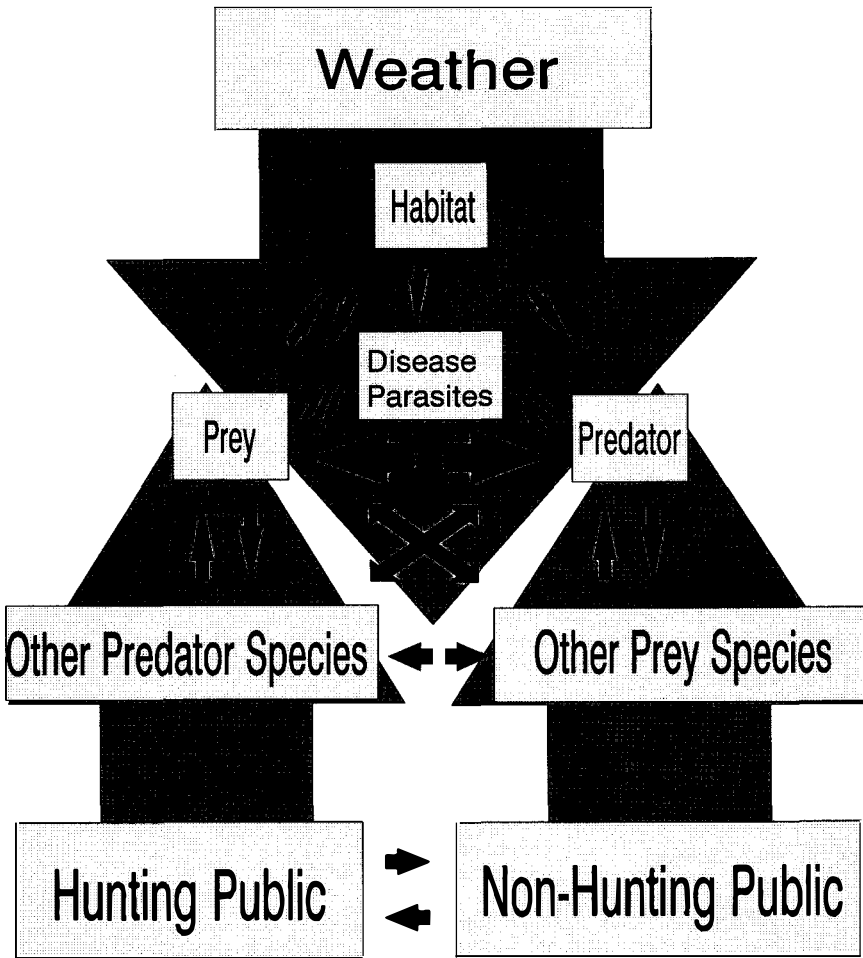 Weather
Habitat
Disease
Parasites
Prey
Predator
Other Predator Species
Other Prey Species
Hunting Public
Non-Hunting Public